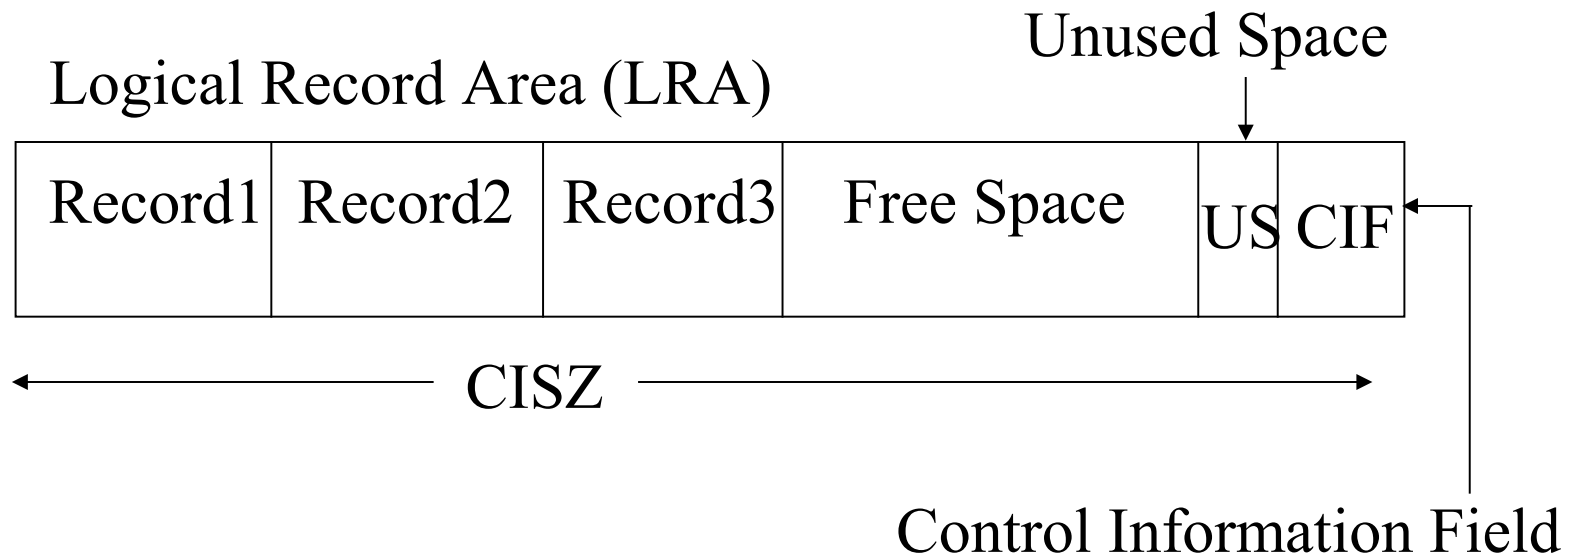 Unused Space
Logical Record Area (LRA)
Record1 Record2 Record3 Free Space US CIF
CISZ
Control Information Field